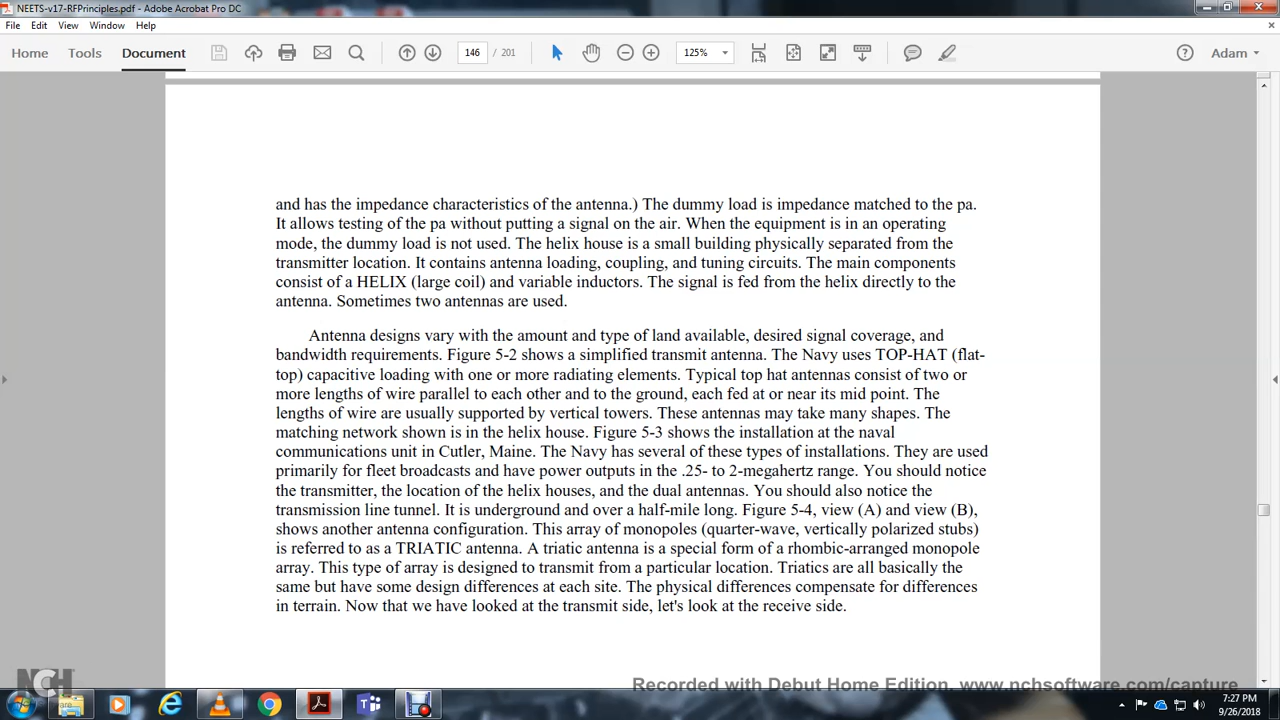 NEETS-v17-RFPrinciples.pdf - Adobe Acrobat Pro DC
File Edit View Window Help
Home Tools Document 146 / 201 125% Adam
and has the impedance characteristics of the antenna.) The dummy load is impedance matched to the pa.
It allows testing of the pa without putting a signal on the air. When the equipment is in an operating
mode, the dummy load is not used. The helix house is a small building physically separated from the
transmitter location. It contains antenna loading, coupling, and tuning circuits. The main components
consist of a HELIX (large coil) and variable inductors. The signal is fed from the helix directly to the
antenna. Sometimes two antennas are used.
Antenna designs vary with the amount and type of land available, desired signal coverage, and
bandwidth requirements. Figure 5-2 shows a simplified transmit antenna. The Navy uses TOP-HAT (flat-
top) capacitive loading with one or more radiating elements. Typical top hat antennas consist of two or
more lengths of wire parallel to each other and to the ground, each fed at or near its mid point. The
lengths of wire are usually supported by vertical towers. These antennas may take many shapes. The
matching network shown is in the helix house. Figure 5-3 shows the installation at the naval
communications unit in Cutler, Maine. The Navy has several of these types of installations. They are used
primarily for fleet broadcasts and have power outputs in the .25- to 2-megahertz range. You should notice
the transmitter, the location of the helix houses, and the dual antennas. You should also notice the
transmission line tunnel. It is underground and over a half-mile long. Figure 5-4, view (A) and view (B),
shows another antenna configuration. This array of monopoles (quarter-wave, vertically polarized stubs)
is referred to as a TRIATIC antenna. A triatic antenna is a special form of a rhombic-arranged monopole
array. This type of array is designed to transmit from a particular location. Triatics are all basically the
same but have some design differences at each site. The physical differences compensate for differences
in terrain. Now that we have looked at the transmit side, let's look at the receive side.
NCH
Recorded with Debut Home Edition. www.nchsoftware.com/capture
7:27 PM
9/26/2018